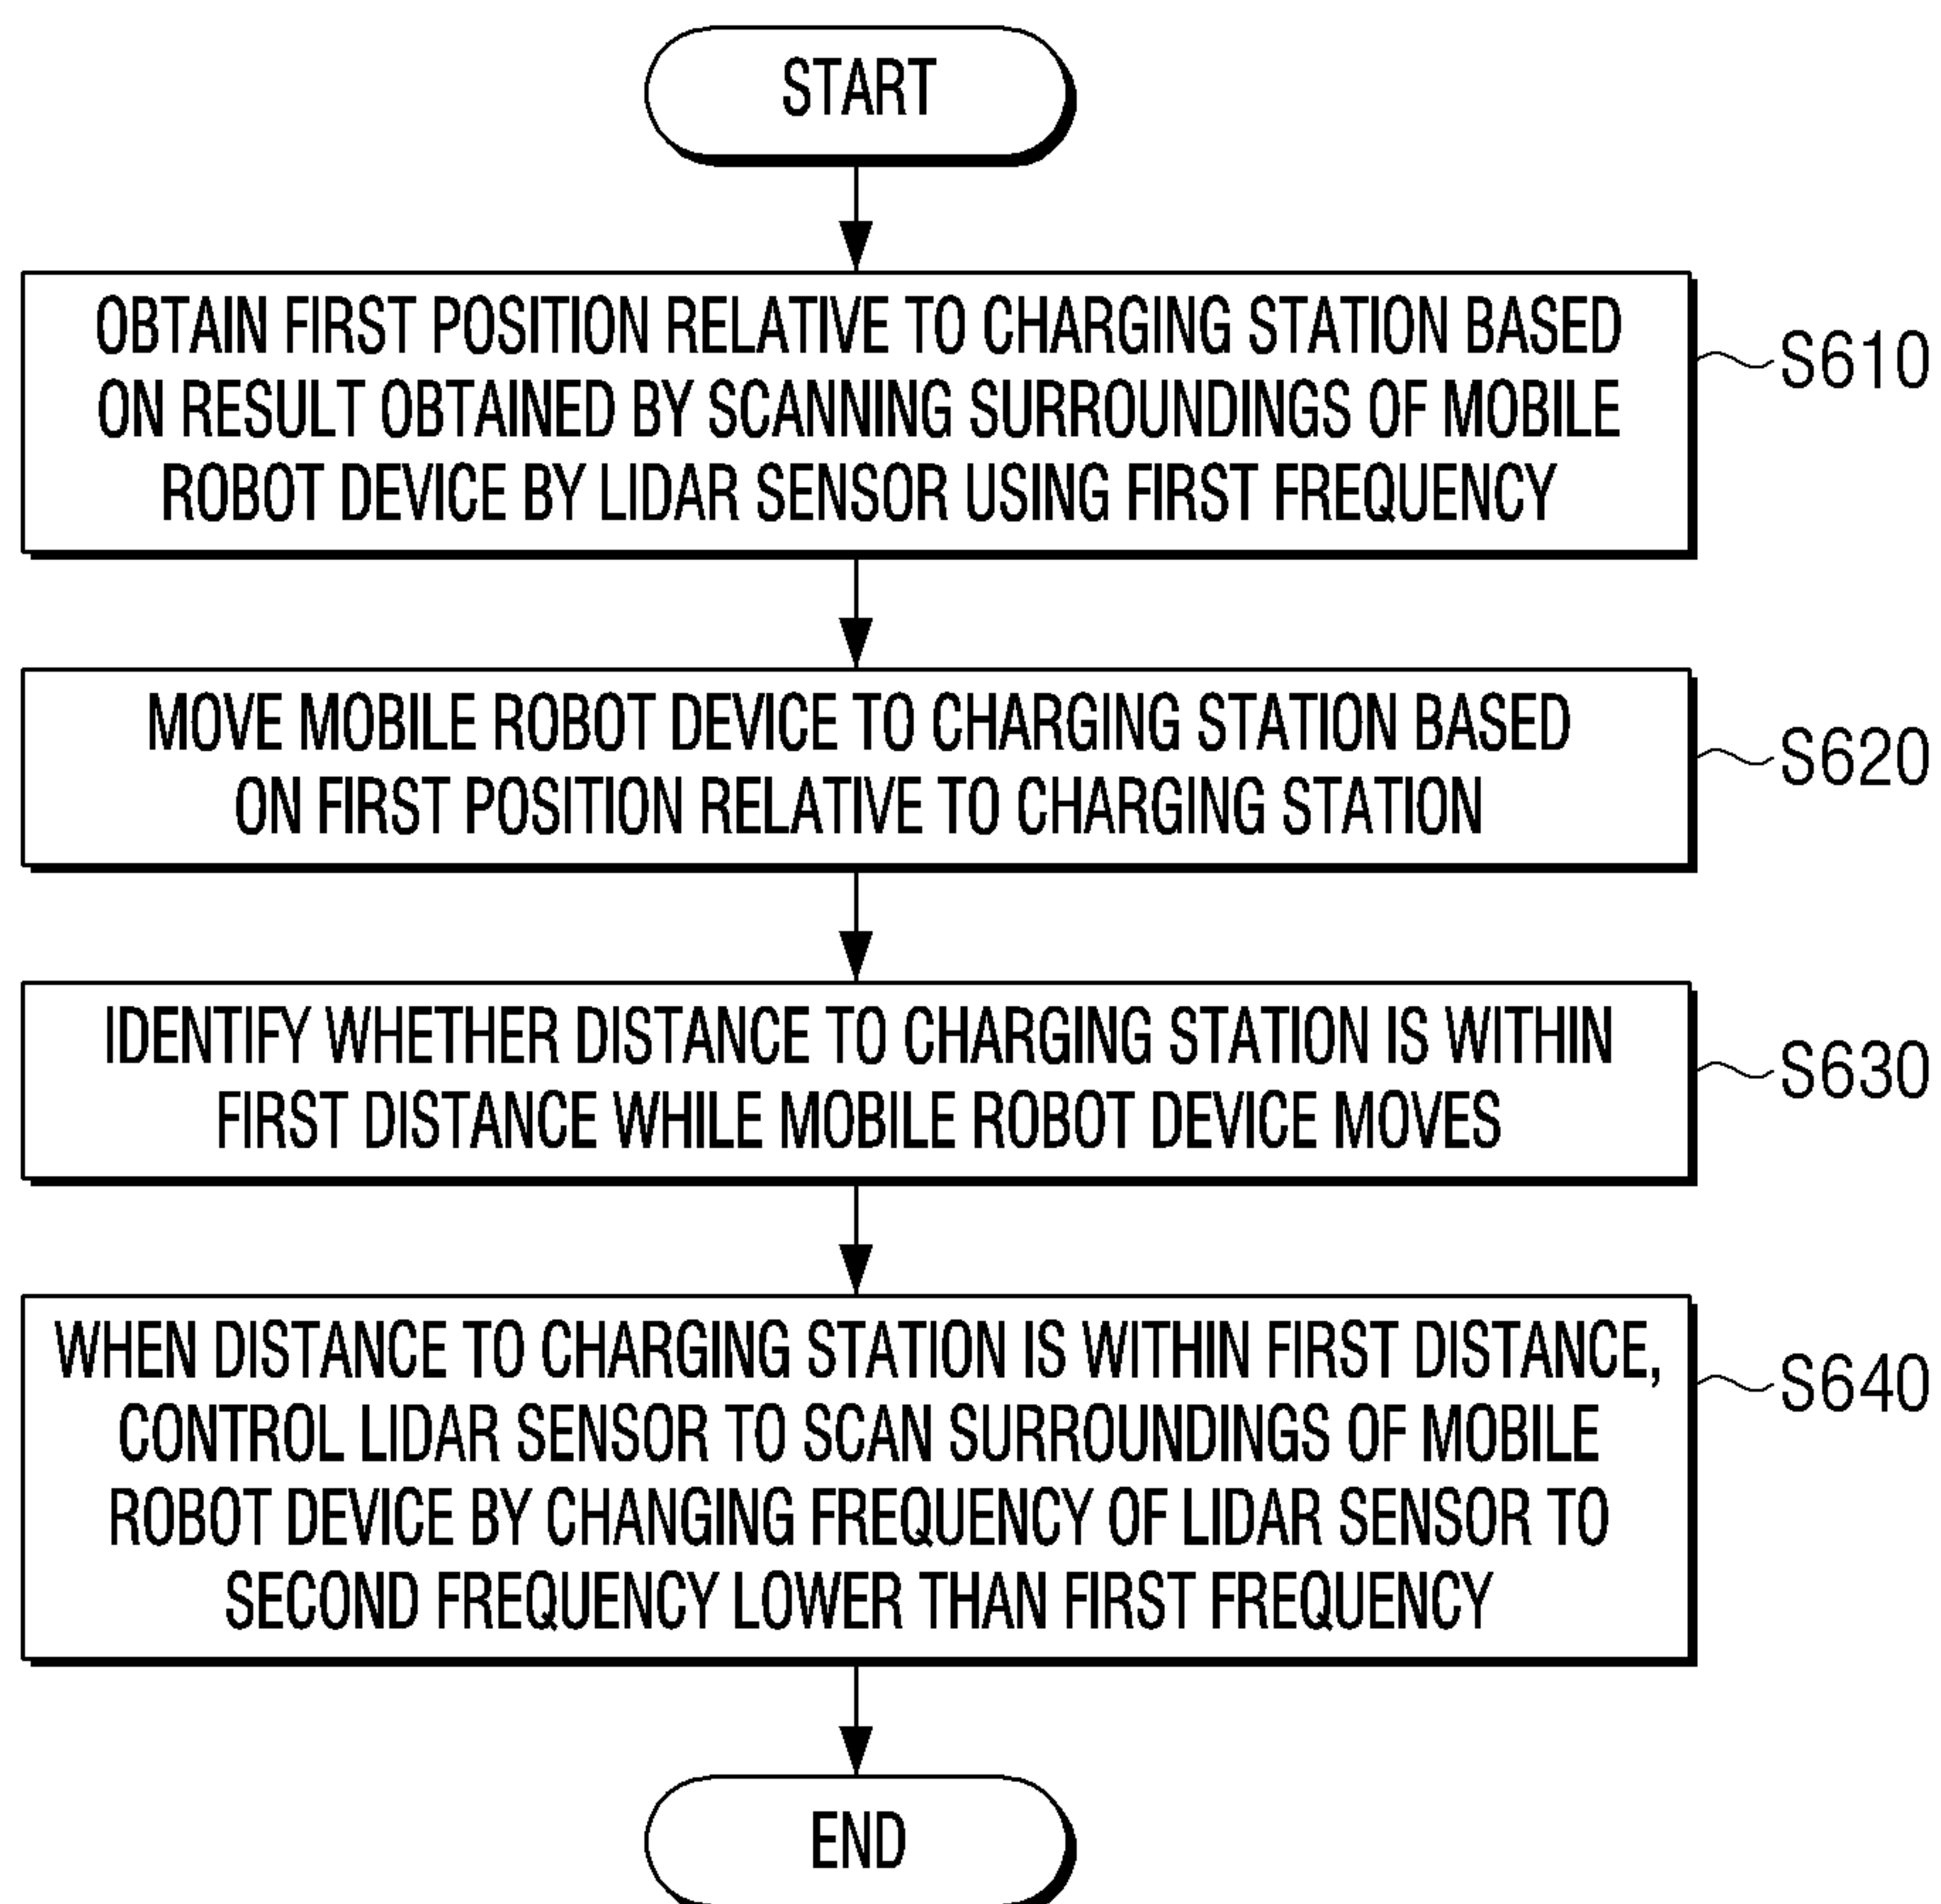 START
OBTAIN FIRST POSITION RELATIVE TO CHARGING STATION BASED
ON RESULT OBTAINED BY SCANNING SURROUNDINGS OF MOBILE
ROBOT DEVICE BY LIDAR SENSOR USING FIRST FREQUENCY
S610
MOVE MOBILE ROBOT DEVICE TO CHARGING STATION BASED
ON FIRST POSITION RELATIVE TO CHARGING STATION
S620
IDENTIFY WHETHER DISTANCE TO CHARGING STATION IS WITHIN
FIRST DISTANCE WHILE MOBILE ROBOT DEVICE MOVES
S630
WHEN DISTANCE TO CHARGING STATION IS WITHIN FIRST DISTANCE,
CONTROL LIDAR SENSOR TO SCAN SURROUNDINGS OF MOBILE
ROBOT DEVICE BY CHANGING FREQUENCY OF LIDAR SENSOR TO
SECOND FREQUENCY LOWER THAN FIRST FREQUENCY
S640
END